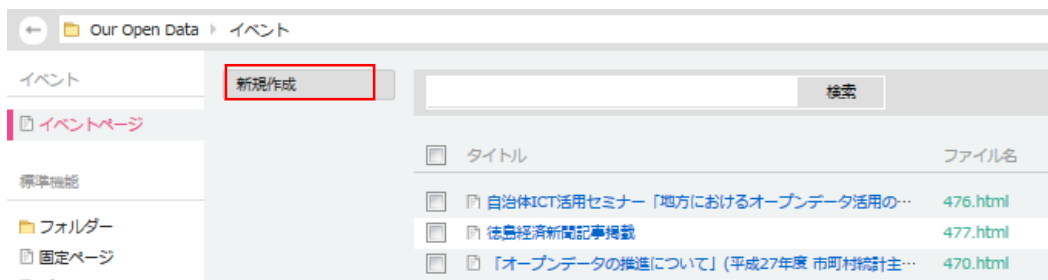 Our Open Data イベント
イベント
イベントページ
標準機能
フォルダー
固定ページ
新規作成
検索
タイトル ファイル名
自治体ICT活用セミナー「地方におけるオープンデータ活用の… 476.html
徳島経済新聞記事掲載 477.html
「オープンデータの推進について」(平成27年度 市町村統計主… 470.html